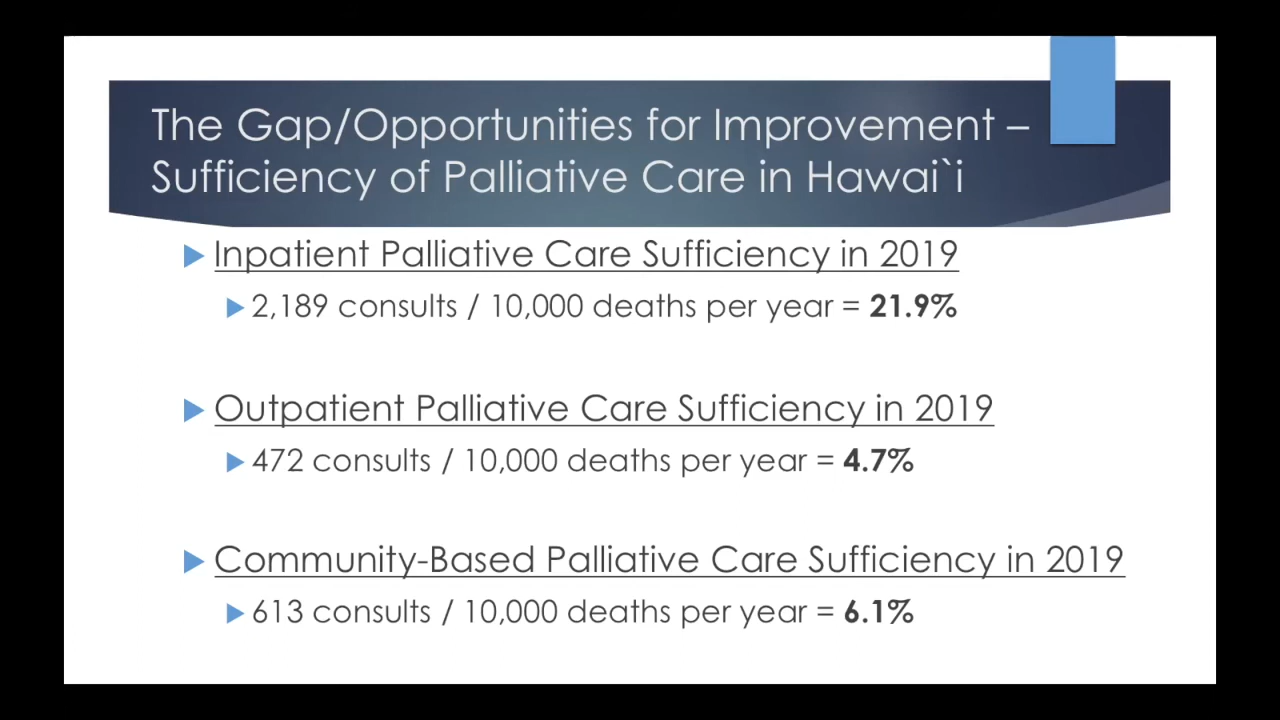 The Gap/Opportunities for Improvement –
Sufficiency of Palliative Care in Hawai`i
Inpatient Palliative Care Sufficiency in 2019
2,189 consults / 10,000 deaths per year = 21.9%
Outpatient Palliative Care Sufficiency in 2019
472 consults / 10,000 deaths per year = 4.7%
Community-Based Palliative Care Sufficiency in 2019
613 consults / 10,000 deaths per year = 6.1%